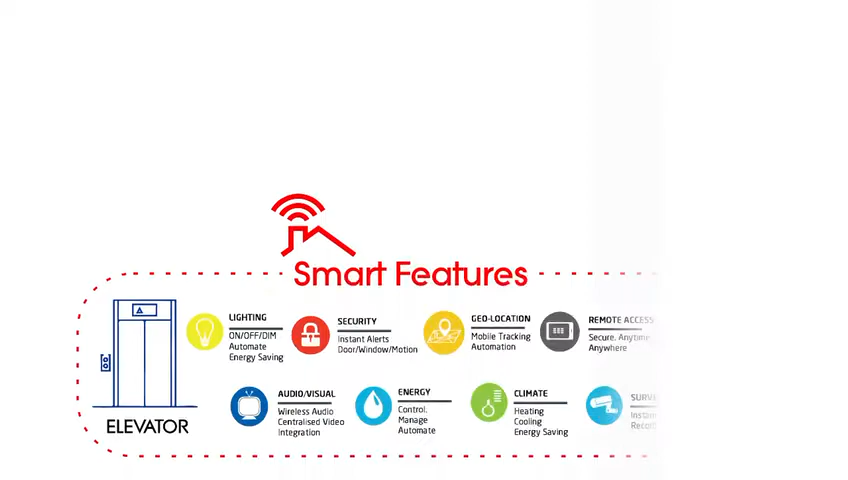 Smart Features
LIGHTING
ON/OFF/DIM
Automate
Energy Saving
SECURITY
Instant Alerts
Door/Window/Motion
GEO-LOCATION
Mobile Tracking
Automation
REMOTE ACCESS
Secure. Anytime
Anywhere
ELEVATOR
AUDIO/VISUAL
Wireless Audio
Centralised Video
Integration
ENERGY
Control.
Manage
Automate
CLIMATE
Heating
Cooling
Energy Saving